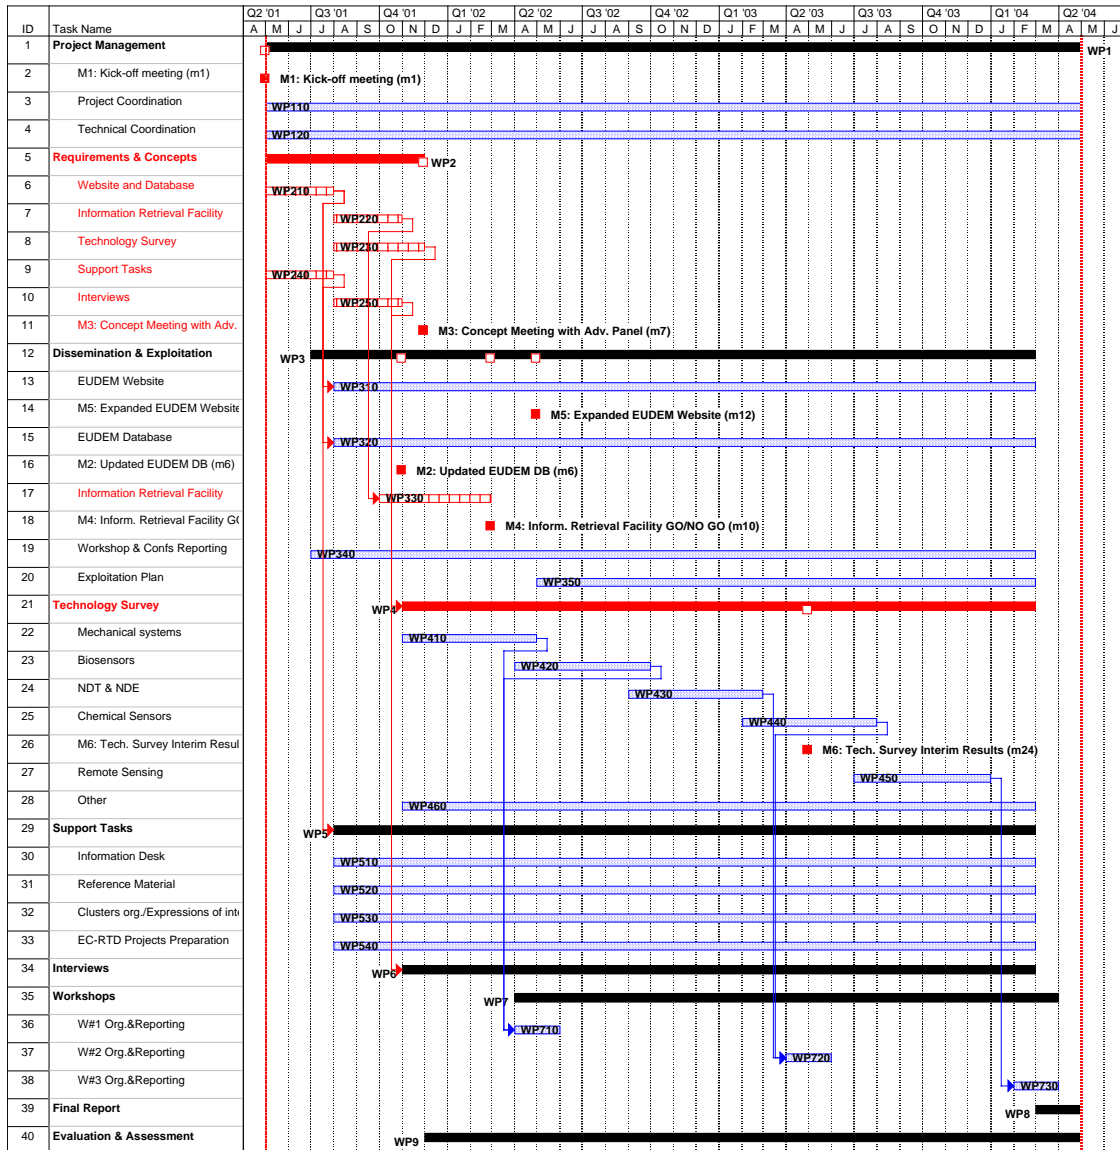 Q2 '01 Q3 '01 Q4 '01 Q1 '02 Q2 '02 Q3 '02 Q4 '02 Q1 '03 Q2 '03 Q3 '03 Q4 '03 Q1 '04 Q2 '04
ID Task Name A M J J A S O N D J F M A M J J A S O N D J F M A M J J A S O N D J F M A M J
1 Project Management WP1
2 M1: Kick-off meeting (m1) M1: Kick-off meeting (m1)
3 Project Coordination WP110
4 Technical Coordination WP120
5 Requirements & Concepts WP2
6 Website and Database WP210
7 Information Retrieval Facility WP220
8 Technology Survey WP230
9 Support Tasks WP240
10 Interviews WP250
11 M3: Concept Meeting with Adv. M3: Concept Meeting with Adv. Panel (m7)
12 Dissemination & Exploitation WP3
13 EUDEM Website WP310
14 M5: Expanded EUDEM Website M5: Expanded EUDEM Website (m12)
15 EUDEM Database WP320
16 M2: Updated EUDEM DB (m6) M2: Updated EUDEM DB (m6)
17 Information Retrieval Facility WP330
18 M4: Inform. Retrieval Facility GO M4: Inform. Retrieval Facility GO/NO GO (m10)
19 Workshop & Confs Reporting WP340
20 Exploitation Plan WP350
21 Technology Survey WP4
22 Mechanical systems WP410
23 Biosensors WP420
24 NDT & NDE WP430
25 Chemical Sensors WP440
26 M6: Tech. Survey Interim Resul M6: Tech. Survey Interim Results (m24)
27 Remote Sensing WP450
28 Other WP460
29 Support Tasks WP5
30 Information Desk WP510
31 Reference Material WP520
32 Clusters org./Expressions of inte WP530
33 EC-RTD Projects Preparation WP540
34 Interviews WP6
35 Workshops WP7
36 W#1 Org.&Reporting WP710
37 W#2 Org.&Reporting WP720
38 W#3 Org.&Reporting WP730
39 Final Report WP8
40 Evaluation & Assessment WP9